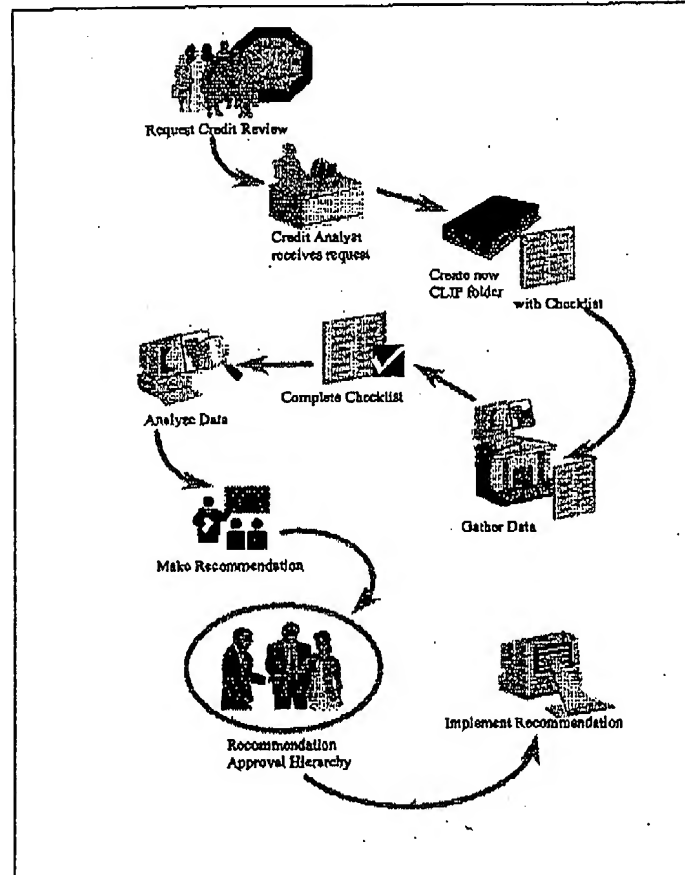 Request Credit Review
Credit Analyst
receives request
Create new
CLIP folder
with Checklist
Gather Data
Complete Checklist
Analyze Data
Make Recommendation
Recommendation
Approval Hierarchy
Implement Recommendation